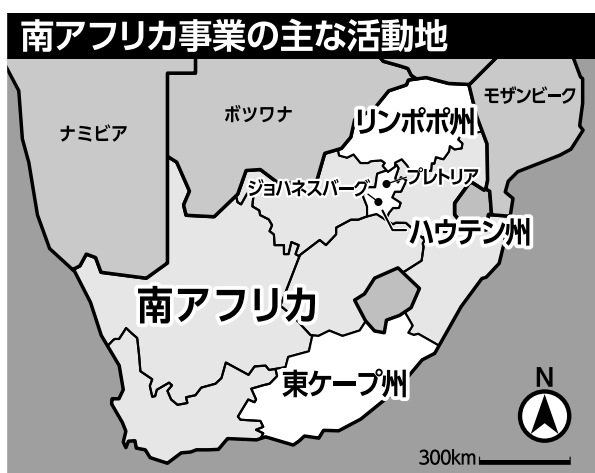 南アフリカ事業の主な活動地
モザンビーク
ボツワナ
リンポポ州
ナミビア
プレトリア
ジョハネスバーグ
ハウテン州
南アフリカ
東ケープ州
N
300km